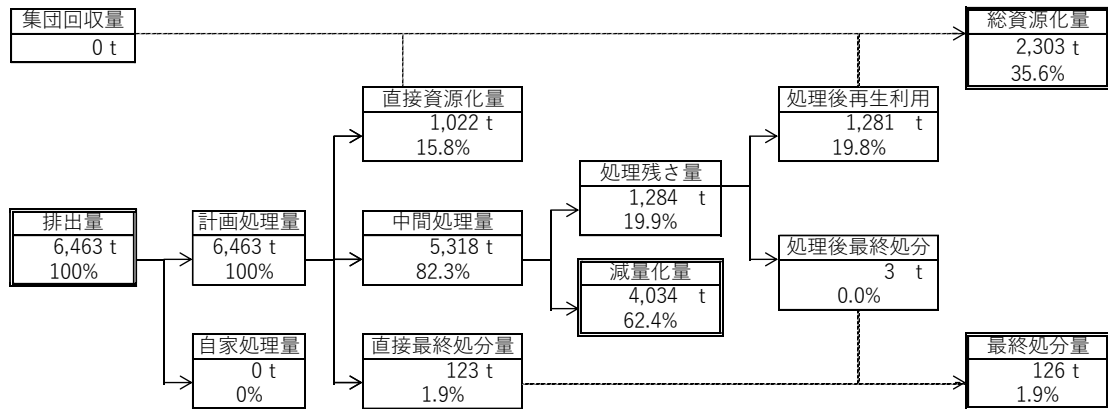 集団回収量
0 t
総資源化量
2,303 t
35.6%
直接資源化量
1,022 t
15.8%
処理後再生利用
1,281 t
19.8%
処理残さ量
1,284 t
19.9%
排出量
6,463 t
100%
計画処理量
6,463 t
100%
中間処理量
5,318 t
82.3%
処理後最終処分
3 t
0.0%
減量化量
4,034 t
62.4%
自家処理量
0 t
0%
直接最終処分量
123 t
1.9%
最終処分量
126 t
1.9%